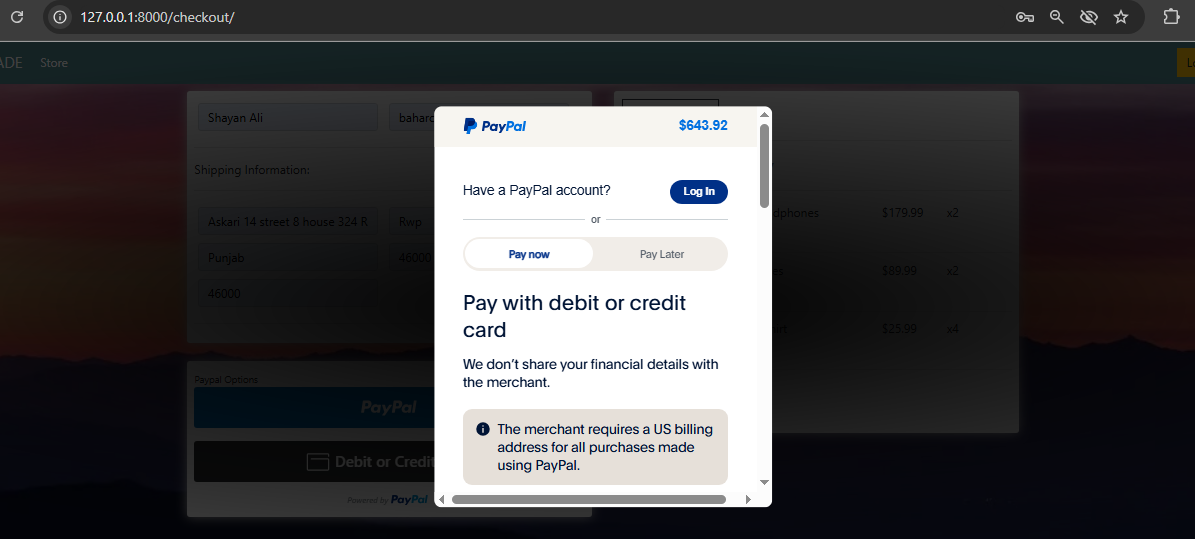 127.0.0.1:8000/checkout/
ADE Store
Shayan Ali
Shipping Information:
Askari 14 street 8 house 324 R Rwp
Punjab 46000
46000
Paypal Options
PayPal
Debit or Credit
Powered by PayPal
PayPal $643.92
Have a PayPal account? Log In
or
Pay now Pay Later
Pay with debit or credit
card
We don’t share your financial details with
the merchant.
The merchant requires a US billing
address for all purchases made
using PayPal.
$179.99 x2
$89.99 x2
$25.99 x4